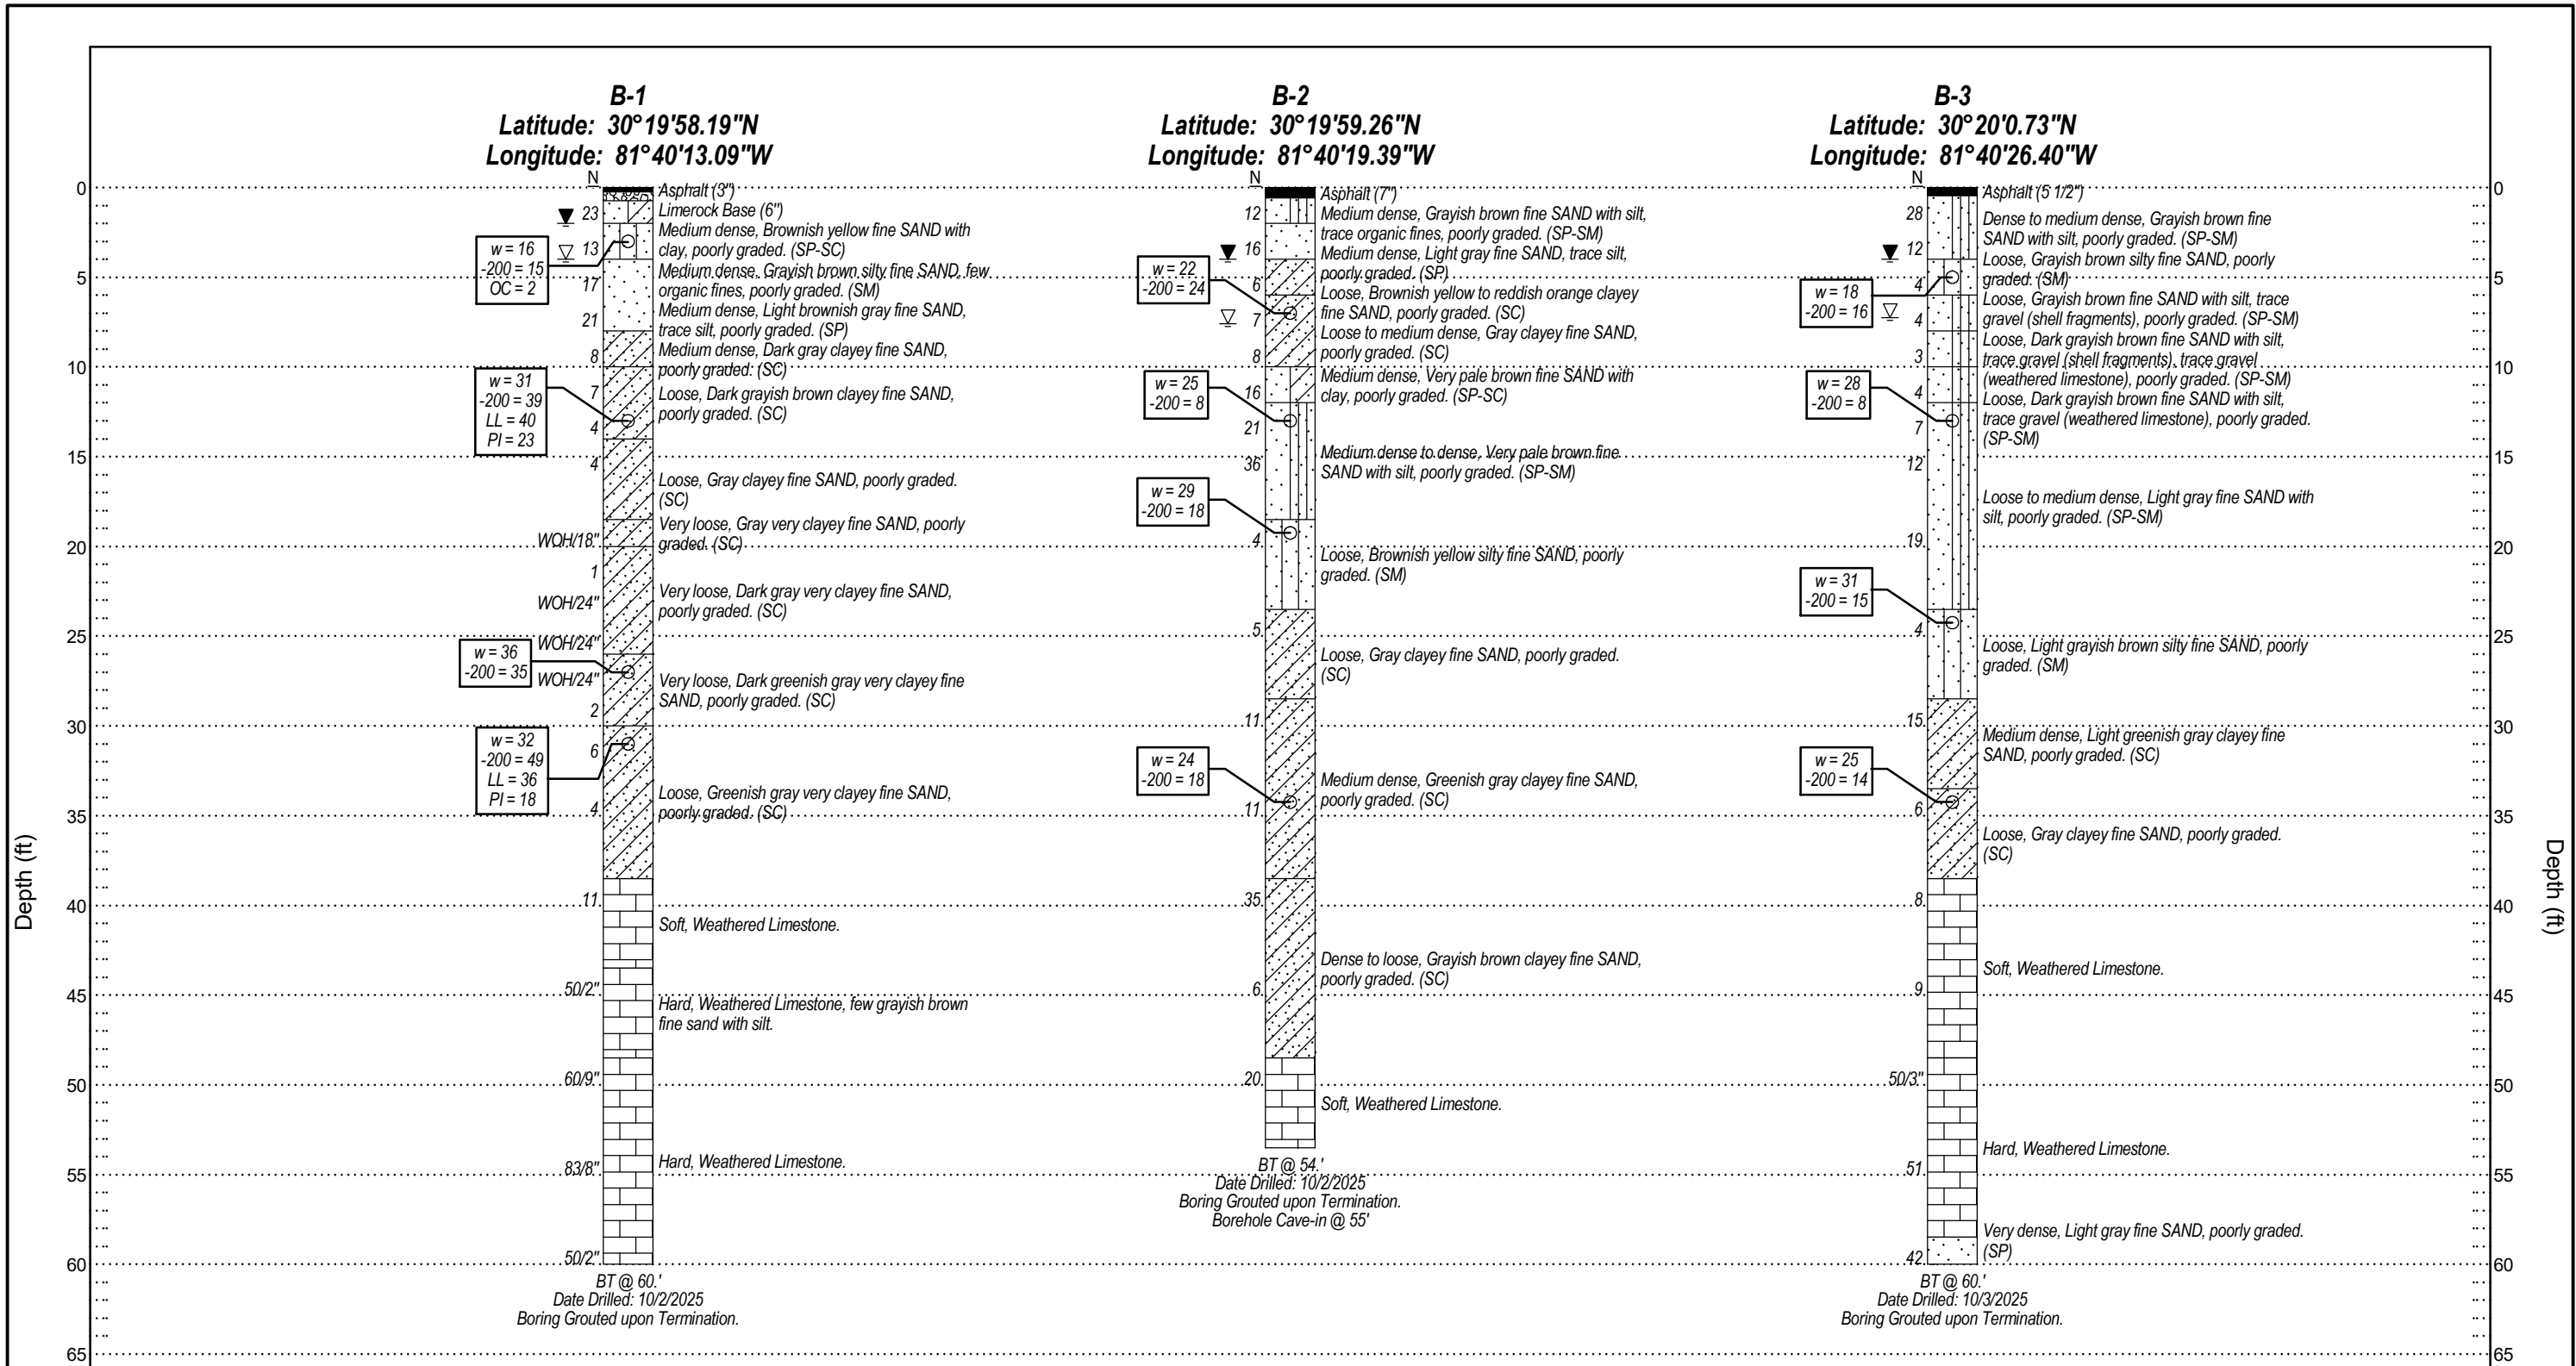 B-1
Latitude: 30°19'58.19"N
Longitude: 81°40'13.09"W
N
Asphalt (3")
23
Limerock Base (6")
Medium dense, Brownish yellow fine SAND with
clay, poorly graded. (SP-SC)
13
w = 16
-200 = 15
OC = 2
Medium dense, Grayish brown silty fine SAND, few
organic fines, poorly graded. (SM)
17
Medium dense, Light brownish gray fine SAND,
trace silt, poorly graded. (SP)
21
Medium dense, Dark gray clayey fine SAND,
poorly graded. (SC)
8
w = 31
-200 = 39
LL = 40
PI = 23
7
Loose, Dark grayish brown clayey fine SAND,
poorly graded. (SC)
4
4
Loose, Gray clayey fine SAND, poorly graded.
(SC)
Very loose, Gray very clayey fine SAND, poorly
graded. (SC)
WOH/18"
1
Very loose, Dark gray very clayey fine SAND,
poorly graded. (SC)
WOH/24"
WOH/24"
w = 36
-200 = 35
WOH/24"
Very loose, Dark greenish gray very clayey fine
SAND, poorly graded. (SC)
2
w = 32
-200 = 49
LL = 36
PI = 18
6
Loose, Greenish gray very clayey fine SAND,
poorly graded. (SC)
4
11
Soft, Weathered Limestone.
50/2"
Hard, Weathered Limestone, few grayish brown
fine sand with silt.
60/9"
83/8"
Hard, Weathered Limestone.
50/2"
BT @ 60.'
Date Drilled: 10/2/2025
Boring Grouted upon Termination.
B-2
Latitude: 30°19'59.26"N
Longitude: 81°40'19.39"W
N
Asphalt (7")
12
Medium dense, Grayish brown fine SAND with silt,
trace organic fines, poorly graded. (SP-SM)
16
Medium dense, Light gray fine SAND, trace silt,
poorly graded. (SP)
w = 22
-200 = 24
6
Loose, Brownish yellow to reddish orange clayey
fine SAND, poorly graded. (SC)
7
Loose to medium dense, Gray clayey fine SAND,
poorly graded. (SC)
8
Medium dense, Very pale brown fine SAND with
clay, poorly graded. (SP-SC)
w = 25
-200 = 8
16
21
36
Medium dense to dense, Very pale brown fine
SAND with silt, poorly graded. (SP-SM)
w = 29
-200 = 18
4
Loose, Brownish yellow silty fine SAND, poorly
graded. (SM)
5
Loose, Gray clayey fine SAND, poorly graded.
(SC)
11
w = 24
-200 = 18
Medium dense, Greenish gray clayey fine SAND,
poorly graded. (SC)
11
35
Dense to loose, Grayish brown clayey fine SAND,
poorly graded. (SC)
6
20
Soft, Weathered Limestone.
BT @ 54.'
Date Drilled: 10/2/2025
Boring Grouted upon Termination.
Borehole Cave-in @ 55'
B-3
Latitude: 30°20'0.73"N
Longitude: 81°40'26.40"W
N
Asphalt (5 1/2")
28
Dense to medium dense, Grayish brown fine
SAND with silt, poorly graded. (SP-SM)
12
Loose, Grayish brown silty fine SAND, poorly
graded. (SM)
w = 18
-200 = 16
4
Loose, Grayish brown fine SAND with silt, trace
gravel (shell fragments), poorly graded. (SP-SM)
4
Loose, Dark grayish brown fine SAND with silt,
trace gravel (shell fragments), trace gravel
(weathered limestone), poorly graded. (SP-SM)
3
w = 28
-200 = 8
4
Loose, Dark grayish brown fine SAND with silt,
trace gravel (weathered limestone), poorly graded.
(SP-SM)
7
12
Loose to medium dense, Light gray fine SAND with
silt, poorly graded. (SP-SM)
19
w = 31
-200 = 15
4
Loose, Light grayish brown silty fine SAND, poorly
graded. (SM)
15
Medium dense, Light greenish gray clayey fine
SAND, poorly graded. (SC)
w = 25
-200 = 14
6
Loose, Gray clayey fine SAND, poorly graded.
(SC)
8
Soft, Weathered Limestone.
9
50/3"
Hard, Weathered Limestone.
51
Very dense, Light gray fine SAND, poorly graded.
(SP)
42
BT @ 60.'
Date Drilled: 10/3/2025
Boring Grouted upon Termination.
Depth (ft)
0
5
10
15
20
25
30
35
40
45
50
55
60
65
Depth (ft)
0
5
10
15
20
25
30
35
40
45
50
55
60
65